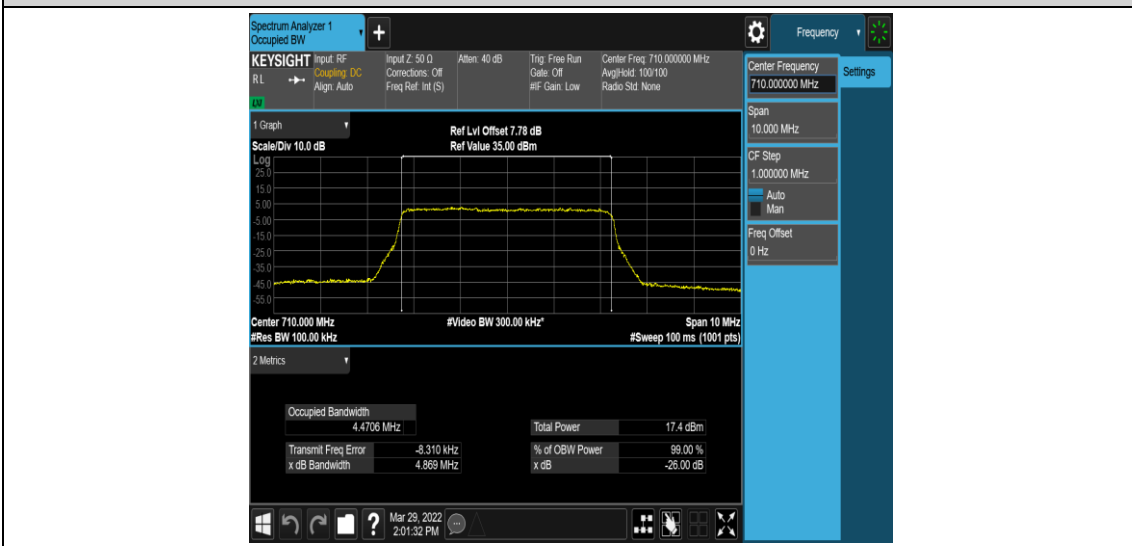 Spectrum Analyzer 1
Occupied BW
+
Frequency
KEYSIGHT
Input: RF
Coupling: DC
Align: Auto
R L
LM
Input Z: 50 Ω
Corrections: Off
Freq Ref: Int (S)
Atten: 40 dB
Trig: Free Run
Gate: Off
#IF Gain: Low
Center Freq: 710.000000 MHz
Avg|Hold: 100/100
Radio Std: None
Center Frequency
710.000000 MHz
Settings
Span
10.000 MHz
CF Step
1.000000 MHz
Auto
Man
Freq Offset
0 Hz
1 Graph
Ref Lvl Offset 7.78 dB
Scale/Div 10.0 dB
Ref Value 35.00 dBm
Log
25.0
15.0
5.00
-5.00
-15.0
-25.0
-35.0
-45.0
-55.0
Center 710.000 MHz
#Video BW 300.00 kHz*
Span 10 MHz
#Res BW 100.00 kHz
#Sweep 100 ms (1001 pts)
2 Metrics
Occupied Bandwidth
4.4706 MHz
Total Power 17.4 dBm
Transmit Freq Error -8.310 kHz
% of OBW Power 99.00 %
x dB Bandwidth 4.869 MHz
x dB -26.00 dB
?
Mar 29, 2022
2:01:32 PM